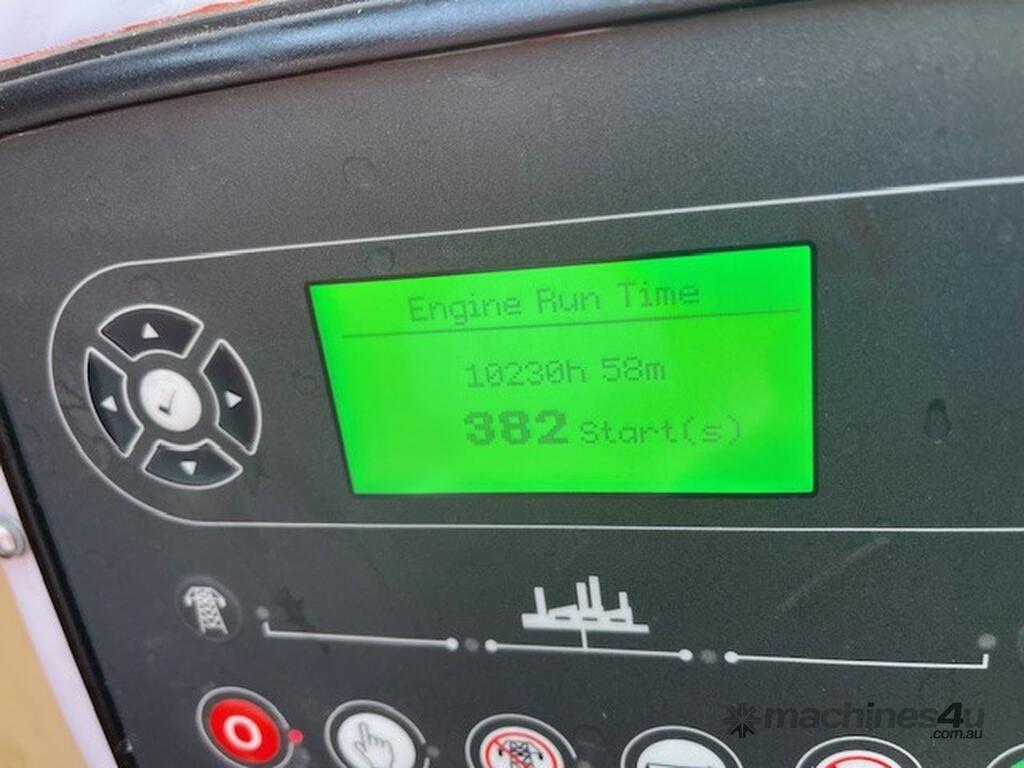 Engine Run Time
10230h 58m
382 Start(s)
machines4u
.com.au